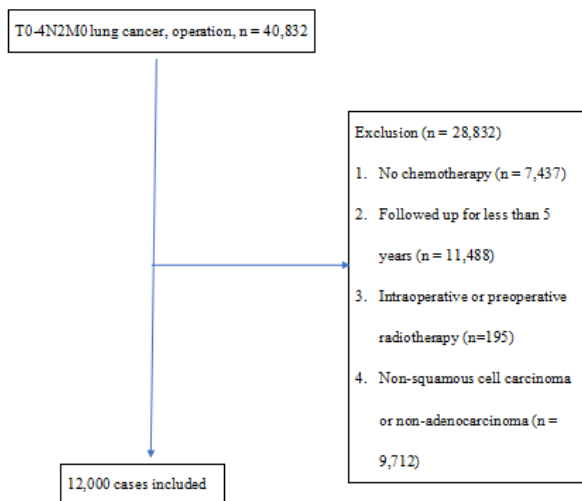 T0-4N2M0 lung cancer, operation, n = 40,832
Exclusion (n = 28,832)
1. No chemotherapy (n = 7,437)
2. Followed up for less than 5
years (n = 11,488)
3. Intraoperative or preoperative
radiotherapy (n=195)
4. Non-squamous cell carcinoma
or non-adenocarcinoma (n =
9,712)
12,000 cases included